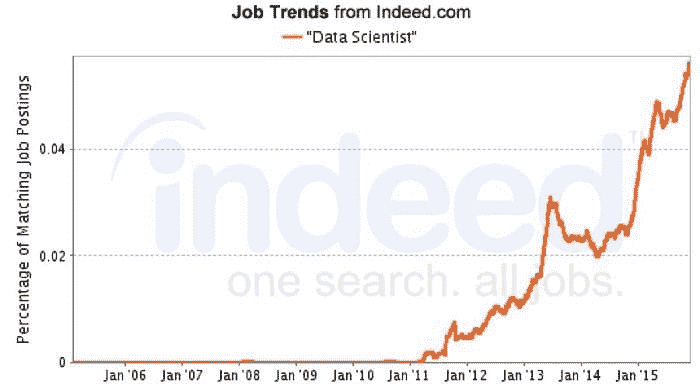 Job Trends from Indeed.com
"Data Scientist"
Percentage of Matching Job Postings
0.04
0.02
0
indeed
TM
one search. all jobs.
Jan '06 Jan '07 Jan '08 Jan '09 Jan '10 Jan '11 Jan '12 Jan '13 Jan '14 Jan '15